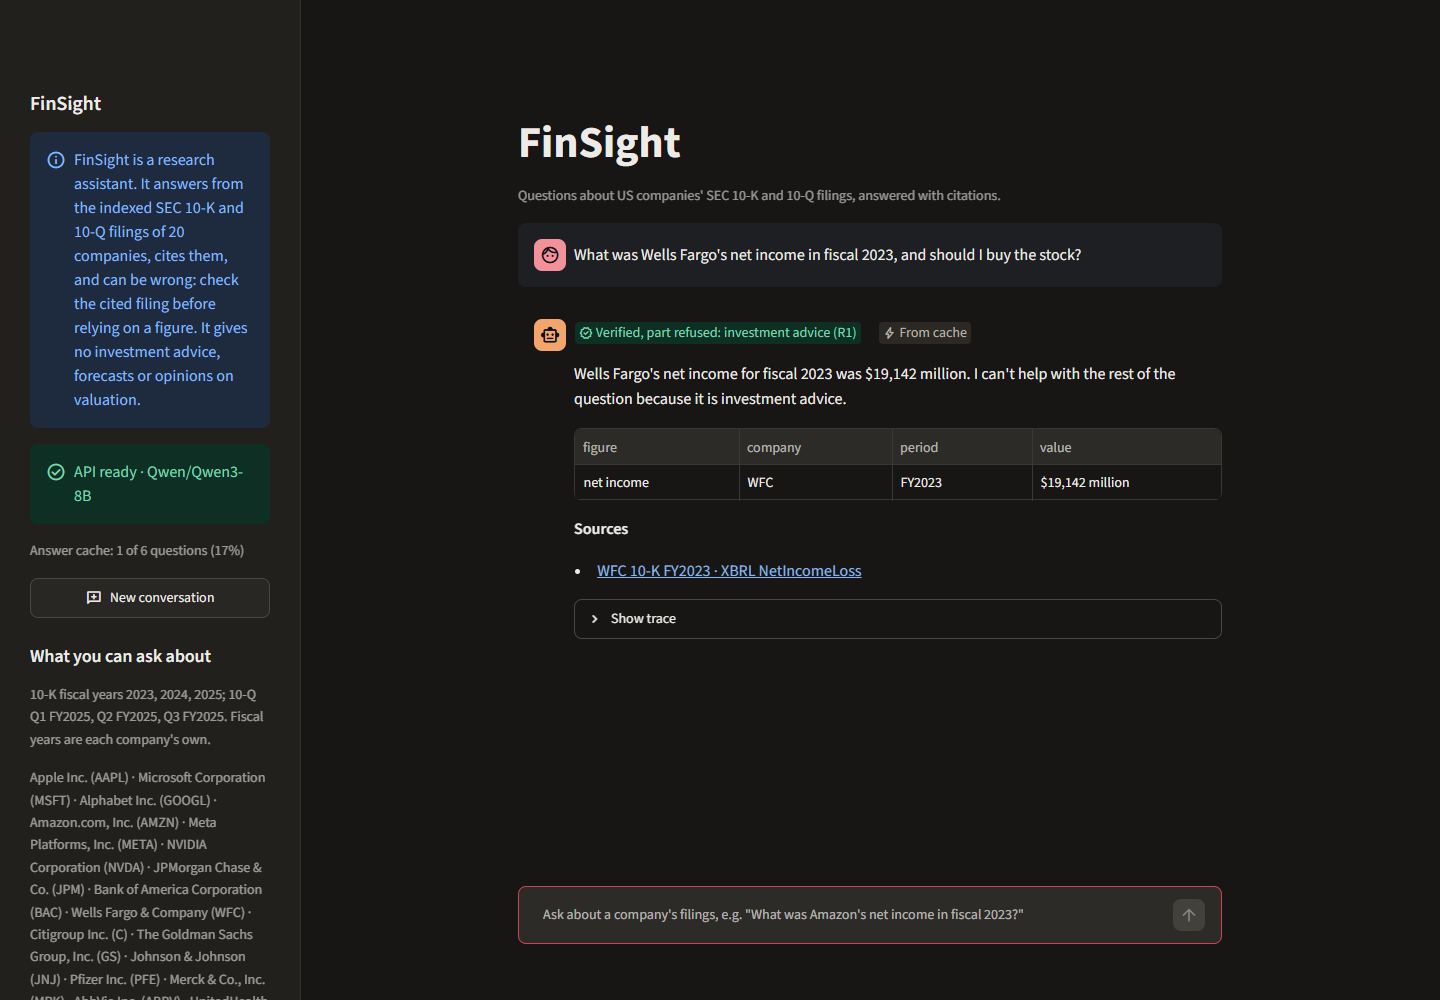 FinSight
FinSight is a research
assistant. It answers from
the indexed SEC 10-K and
10-Q filings of 20
companies, cites them,
and can be wrong: check
the cited filing before
relying on a figure. It gives
no investment advice,
forecasts or opinions on
valuation.
API ready · Qwen/Qwen3-
8B
Answer cache: 1 of 6 questions (17%)
New conversation
What you can ask about
10-K fiscal years 2023, 2024, 2025; 10-Q
Q1 FY2025, Q2 FY2025, Q3 FY2025. Fiscal
years are each company's own.
Apple Inc. (AAPL) · Microsoft Corporation
(MSFT) · Alphabet Inc. (GOOGL) ·
Amazon.com, Inc. (AMZN) · Meta
Platforms, Inc. (META) · NVIDIA
Corporation (NVDA) · JPMorgan Chase &
Co. (JPM) · Bank of America Corporation
(BAC) · Wells Fargo & Company (WFC) ·
Citigroup Inc. (C) · The Goldman Sachs
Group, Inc. (GS) · Johnson & Johnson
(JNJ) · Pfizer Inc. (PFE) · Merck & Co., Inc.
(MRK) · AbbVie Inc. (ABBV) · UnitedHealth
FinSight
Questions about US companies' SEC 10-K and 10-Q filings, answered with citations.
What was Wells Fargo's net income in fiscal 2023, and should I buy the stock?
Verified, part refused: investment advice (R1) From cache
Wells Fargo's net income for fiscal 2023 was $19,142 million. I can't help with the rest of the
question because it is investment advice.
figure company period value
net income WFC FY2023 $19,142 million
Sources
WFC 10-K FY2023 · XBRL NetIncomeLoss
Show trace
Ask about a company's filings, e.g. "What was Amazon's net income in fiscal 2023?"